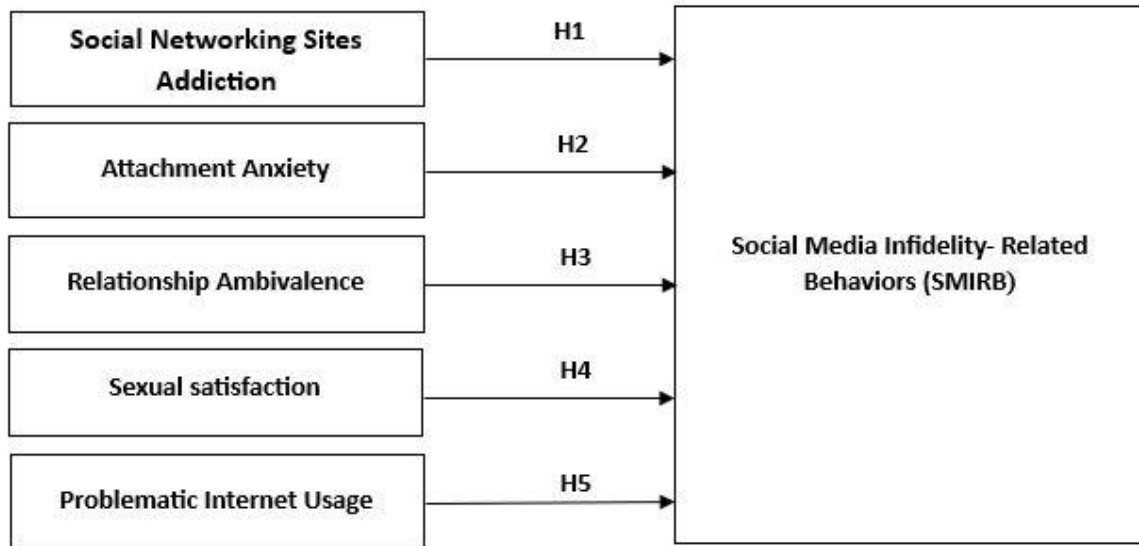 Social Networking Sites
Addiction
H1
Attachment Anxiety
H2
Relationship Ambivalence
H3
Sexual satisfaction
H4
Problematic Internet Usage
H5
Social Media Infidelity- Related
Behaviors (SMIRB)